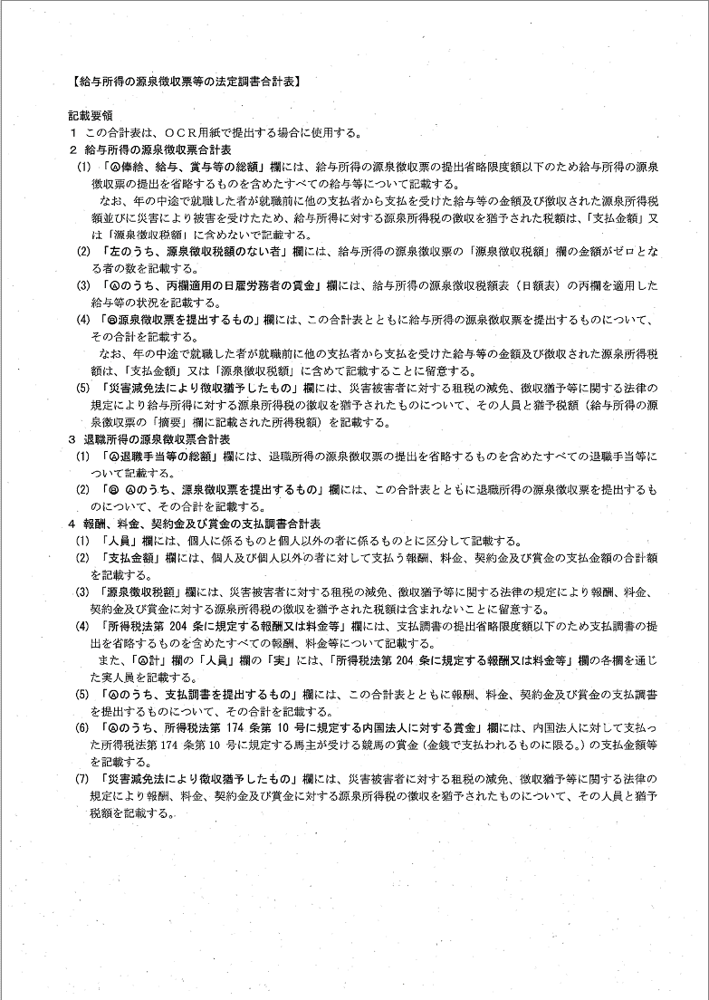 【給与所得の源泉徴収票等の法定調書合計表】
記載要領
１ この合計表は、ＯＣＲ用紙で提出する場合に使用する。
２ 給与所得の源泉徴収票合計表
(1) 「Ⓐ俸給、給与、賞与等の総額」欄には、給与所得の源泉徴収票の提出省略限度額以下のため給与所得の源泉
徴収票の提出を省略するものを含めたすべての給与等について記載する。
なお、年の中途で就職した者が就職前に他の支払者から支払を受けた給与等の金額及び徴収された源泉所得税
額並びに災害により被害を受けたため、給与所得に対する源泉所得税の徴収を猶予された税額は、「支払金額」又
は「源泉徴収税額」に含めないで記載する。
(2) 「左のうち、源泉徴収税額のない者」欄には、給与所得の源泉徴収票の「源泉徴収税額」欄の金額がゼロとな
る者の数を記載する。
(3) 「Ⓐのうち、丙欄適用の日雇労務者の賃金」欄には、給与所得の源泉徴収税額表（日額表）の丙欄を適用した
給与等の状況を記載する。
(4) 「Ⓑ源泉徴収票を提出するもの」欄には、この合計表とともに給与所得の源泉徴収票を提出するものについて、
その合計を記載する。
なお、年の中途で就職した者が就職前に他の支払者から支払を受けた給与等の金額及び徴収された源泉所得税
額は、「支払金額」又は「源泉徴収税額」に含めて記載することに留意する。
(5) 「災害減免法により徴収猶予したもの」欄には、災害被害者に対する租税の減免、徴収猶予等に関する法律の
規定により給与所得に対する源泉所得税の徴収を猶予されたものについて、その人員と猶予税額（給与所得の源
泉徴収票の「摘要」欄に記載された所得税額）を記載する。
３ 退職所得の源泉徴収票合計表
(1) 「Ⓐ退職手当等の総額」欄には、退職所得の源泉徴収票の提出を省略するものを含めたすべての退職手当等に
ついて記載する。
(2) 「Ⓑ Ⓐのうち、源泉徴収票を提出するもの」欄には、この合計表とともに退職所得の源泉徴収票を提出するも
のについて、その合計を記載する。
４ 報酬、料金、契約金及び賞金の支払調書合計表
(1) 「人員」欄には、個人に係るものと個人以外の者に係るものとに区分して記載する。
(2) 「支払金額」欄には、個人及び個人以外の者に対して支払う報酬、料金、契約金及び賞金の支払金額の合計額
を記載する。
(3) 「源泉徴収税額」欄には、災害被害者に対する租税の減免、徴収猶予等に関する法律の規定により報酬、料金、
契約金及び賞金に対する源泉所得税の徴収を猶予された税額は含まれないことに留意する。
(4) 「所得税法第 204 条に規定する報酬又は料金等」欄には、支払調書の提出省略限度額以下のため支払調書の提
出を省略するものを含めたすべての報酬、料金等について記載する。
また、「Ⓐ計」欄の「人員」欄の「実」には、「所得税法第 204 条に規定する報酬又は料金等」欄の各欄を通じ
た実人員を記載する。
(5) 「Ⓐのうち、支払調書を提出するもの」欄には、この合計表とともに報酬、料金、契約金及び賞金の支払調書
を提出するものについて、その合計を記載する。
(6) 「Ⓐのうち、所得税法第 174 条第 10 号に規定する内国法人に対する賞金」欄には、内国法人に対して支払っ
た所得税法第 174 条第 10 号に規定する馬主が受ける競馬の賞金（金銭で支払われるものに限る。）の支払金額等
を記載する。
(7) 「災害減免法により徴収猶予したもの」欄には、災害被害者に対する租税の減免、徴収猶予等に関する法律の
規定により報酬、料金、契約金及び賞金に対する源泉所得税の徴収を猶予されたものについて、その人員と猶予
税額を記載する。